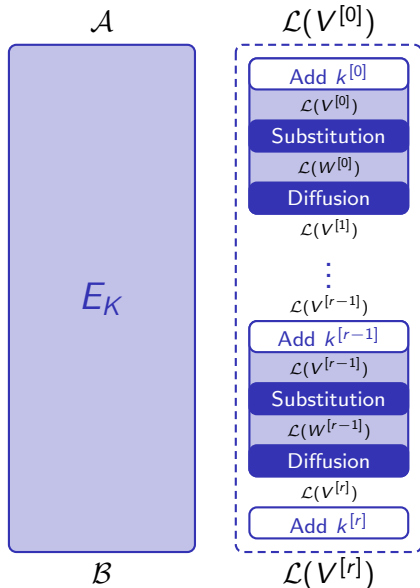 𝒜
E_K
ℬ
ℒ(V^[0])
Add k^[0]
ℒ(V^[0])
Substitution
ℒ(W^[0])
Diffusion
ℒ(V^[1])
⋮
ℒ(V^[r−1])
Add k^[r−1]
ℒ(V^[r−1])
Substitution
ℒ(W^[r−1])
Diffusion
ℒ(V^[r])
Add k^[r]
ℒ(V^[r])